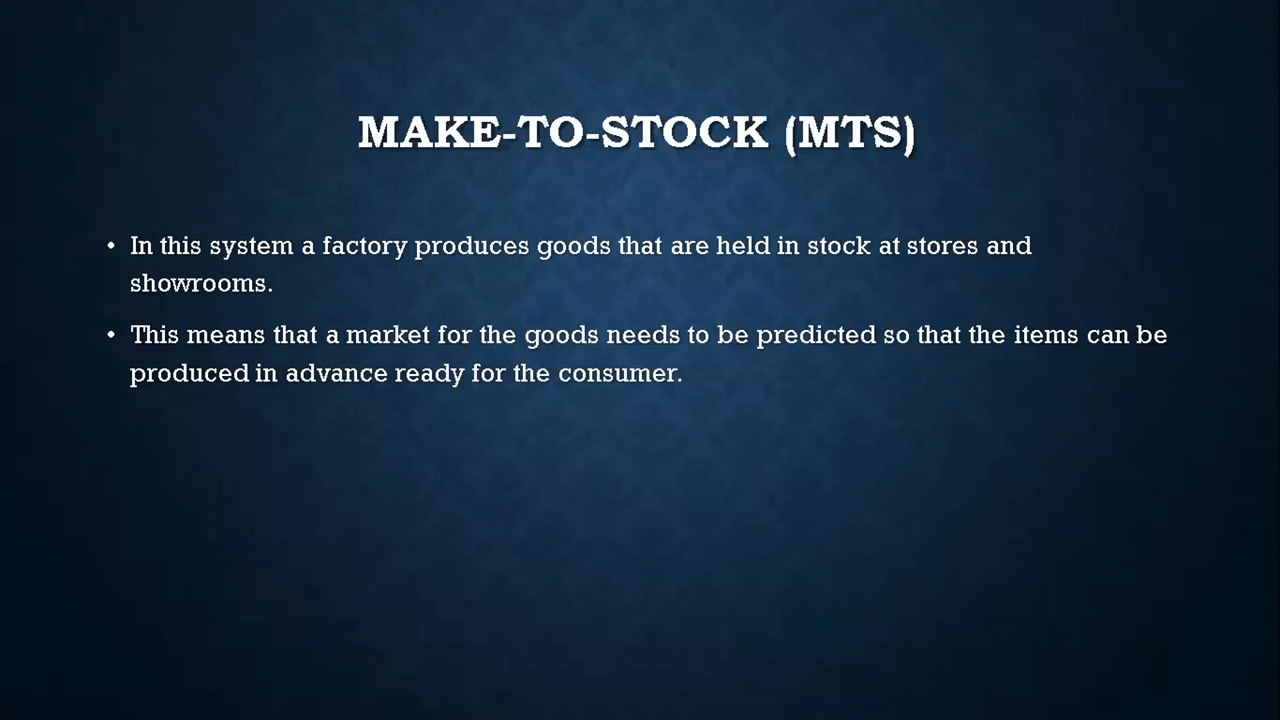 MAKE-TO-STOCK (MTS)
• In this system a factory produces goods that are held in stock at stores and
showrooms.
• This means that a market for the goods needs to be predicted so that the items can be
produced in advance ready for the consumer.